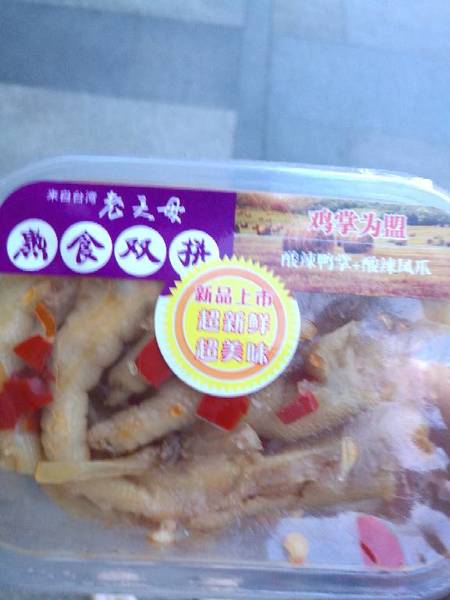 来自台湾
老天母
熟食双拼
鸡掌为盟
酸辣鸭掌+酸辣凤爪
新品上市
超新鲜
超美味